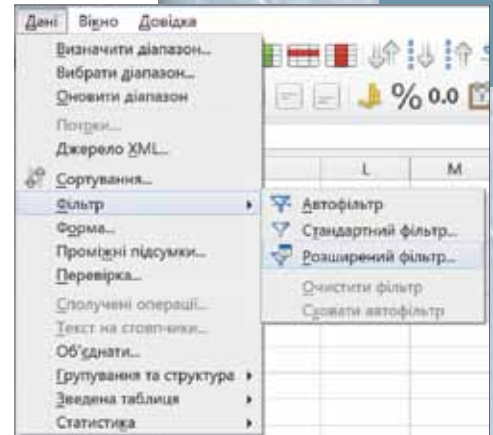 Дані Вікно Довідка
Визначити діапазон...
Вибрати діапазон...
Оновити діапазон
Потоки...
Джерело XML...
Сортування...
Фільтр
Форма...
Проміжні підсумки...
Перевірка...
Сполучені операції...
Текст на стовпчики...
Об'єднати...
Групування та структура
Зведена таблиця
Статистика
% 0.0
L M
Автофільтр
Стандартний фільтр...
Розширений фільтр...
Очистити фільтр
Сховати автофільтр